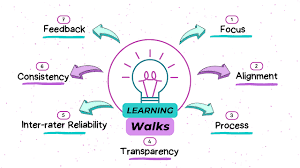 7
Feedback
1
Focus
6
Consistency
2
Alignment
LEARNING
Walks
5
Inter-rater Reliability
3
Process
4
Transparency